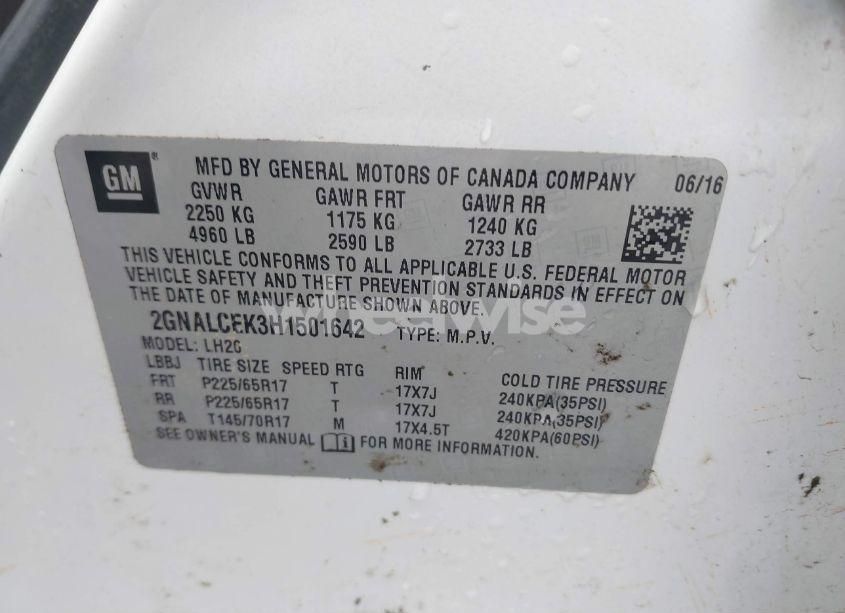 GM ®
MFD BY GENERAL MOTORS OF CANADA COMPANY 06/16
GVWR GAWR FRT GAWR RR
2250 KG 1175 KG 1240 KG
4960 LB 2590 LB 2733 LB
THIS VEHICLE CONFORMS TO ALL APPLICABLE U.S. FEDERAL MOTOR
VEHICLE SAFETY AND THEFT PREVENTION STANDARDS IN EFFECT ON
THE DATE OF MANUFACTURE SHOWN ABOVE.
wheelwise
2GNALCEK3H1501642 TYPE: M.P.V.
MODEL: LH26
LBBJ TIRE SIZE SPEED RTG RIM COLD TIRE PRESSURE
FRT P225/65R17 T 17X7J 240KPA(35PSI)
RR P225/65R17 T 17X7J 240KPA(35PSI)
SPA T145/70R17 M 17X4.5T 420KPA(60PSI)
SEE OWNER'S MANUAL i FOR MORE INFORMATION.